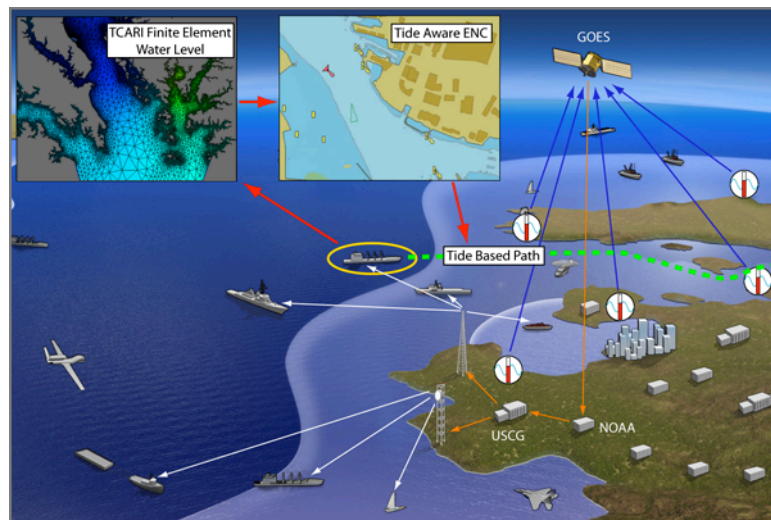 TCARI Finite Element
Water Level
Tide Aware ENC
GOES
Tide Based Path
USCG
NOAA